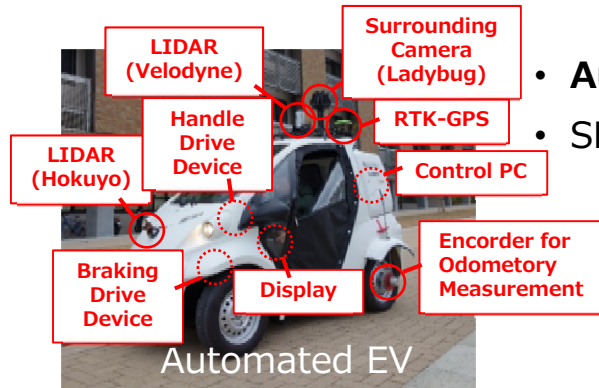 LIDAR
(Velodyne)
Surrounding
Camera
(Ladybug)
Handle
Drive
Device
RTK-GPS
LIDAR
(Hokuyo)
Control PC
Braking
Drive
Device
Display
Encorder for
Odometory
Measurement
Automated EV